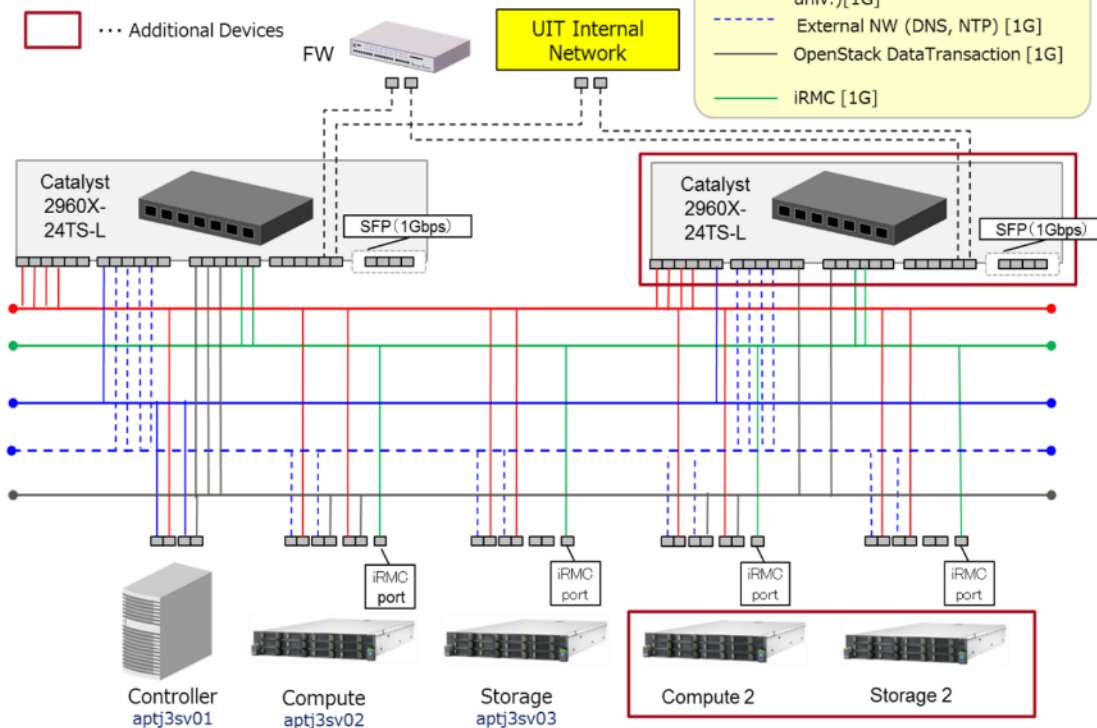 ··· Additional Devices
FW
UIT Internal
Network
univ.)[1G]
External NW (DNS, NTP) [1G]
OpenStack DataTransaction [1G]
iRMC [1G]
Catalyst
2960X-
24TS-L
SFP(1Gbps)
Catalyst
2960X-
24TS-L
SFP(1Gbps)
iRMC
port
iRMC
port
iRMC
port
iRMC
port
Controller
aptj3sv01
Compute
aptj3sv02
Storage
aptj3sv03
Compute 2
Storage 2